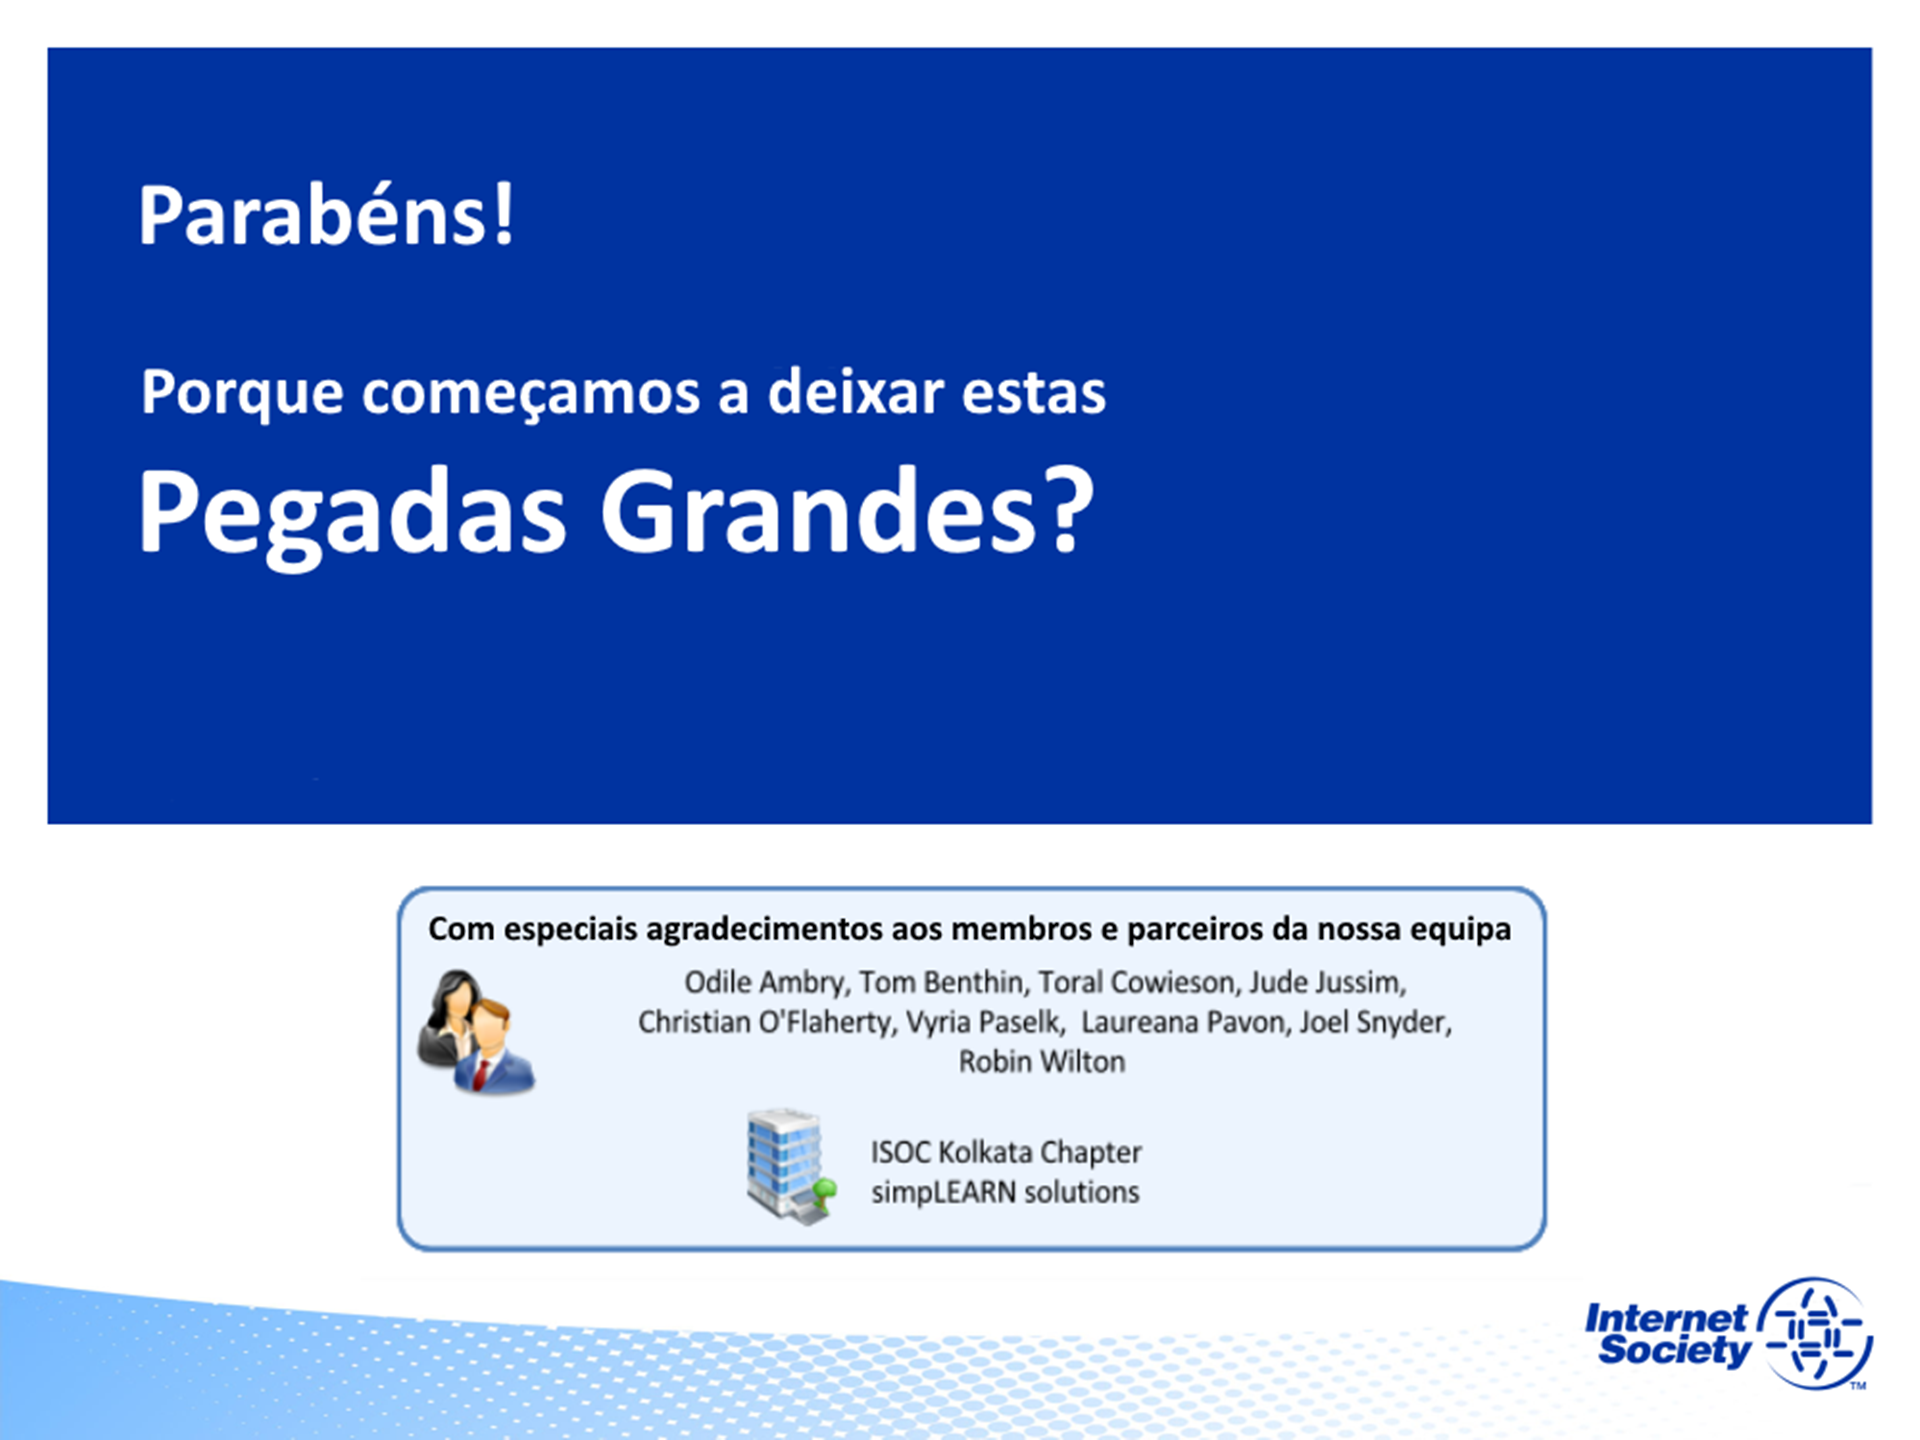 Parabéns!
Porque começamos a deixar estas
Pegadas Grandes?
Com especiais agradecimentos aos membros e parceiros da nossa equipa
Odile Ambry, Tom Benthin, Toral Cowieson, Jude Jussim,
Christian O'Flaherty, Vyria Paselk, Laureana Pavon, Joel Snyder,
Robin Wilton
ISOC Kolkata Chapter
simpLEARN solutions
Internet
Society
TM